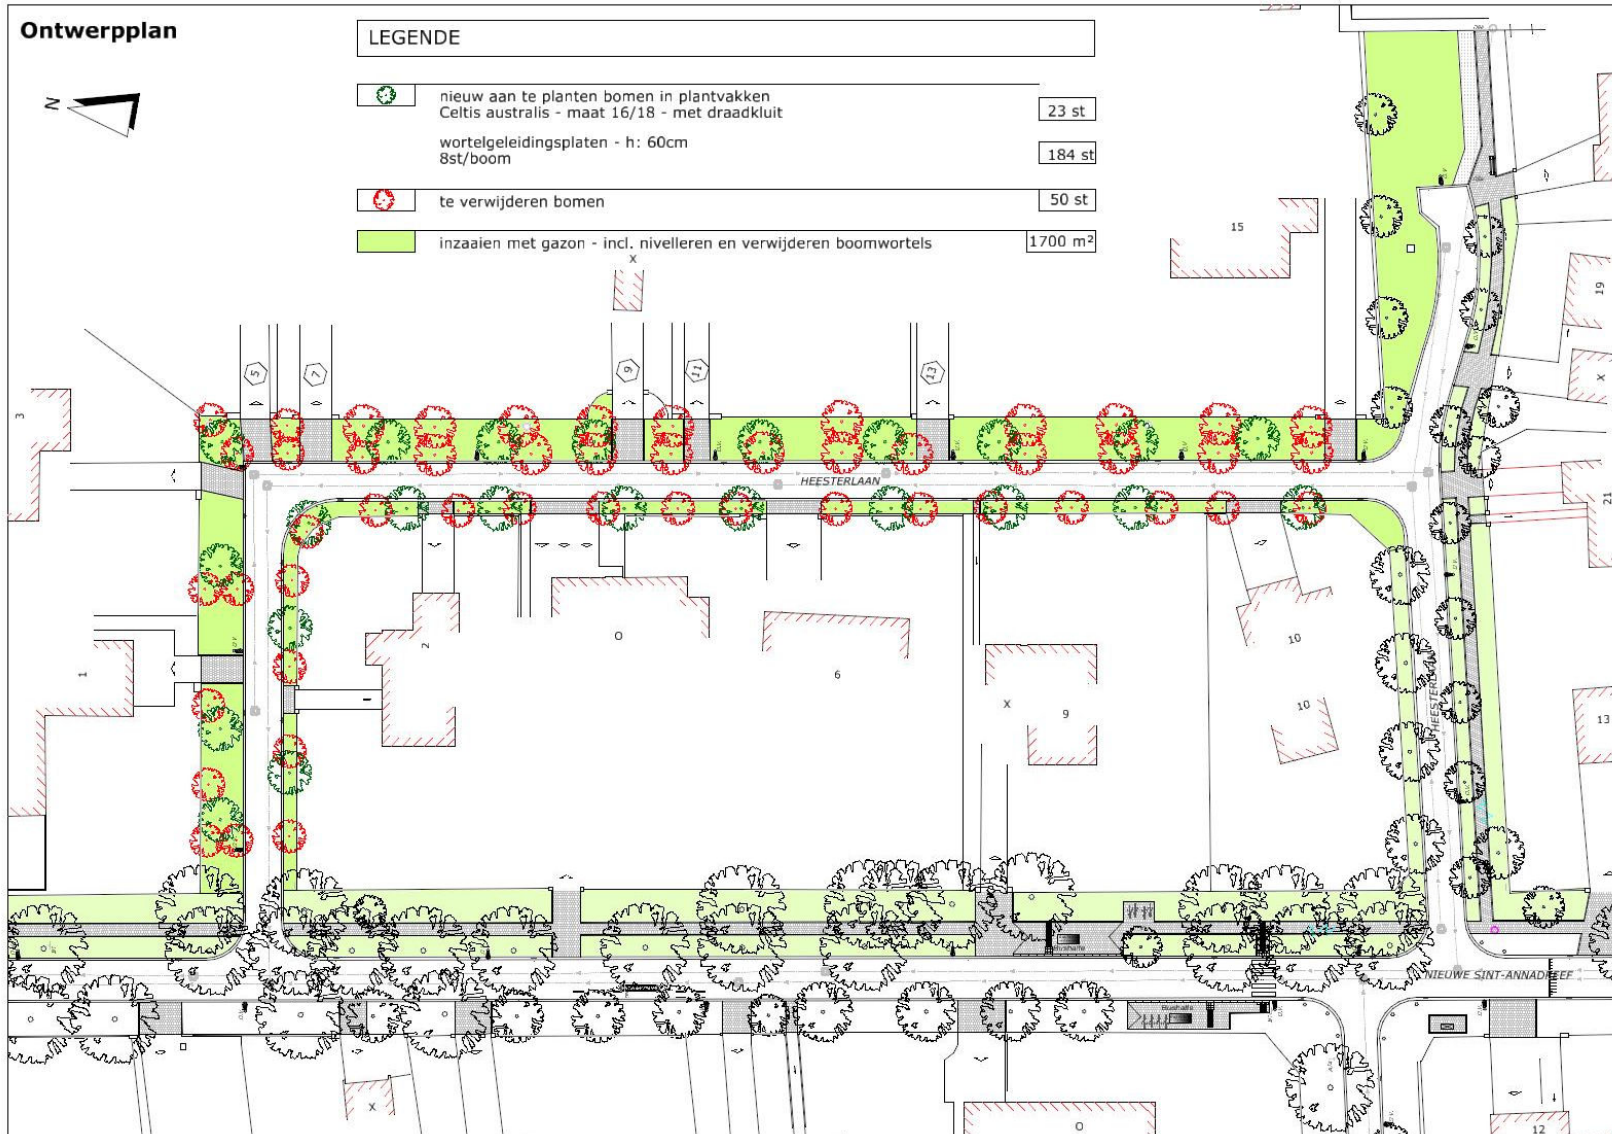 Ontwerpplan
LEGENDE
N
nieuw aan te planten bomen in plantvakken
Celtis australis - maat 16/18 - met draadkluit
23 st
wortelgeleidingsplaten - h: 60cm
8st/boom
184 st
te verwijderen bomen
50 st
inzaaien met gazon - incl. nivelleren en verwijderen boomwortels
1700 m²
X
15
19
X
3
5
7
9
11
13
21
HEESTERLAAN
1
2
O
6
X
9
10
10
HEESTERLAAN
13
Bushalte
NIEUWE SINT-ANNADREEF
Bushalte
X
O
12